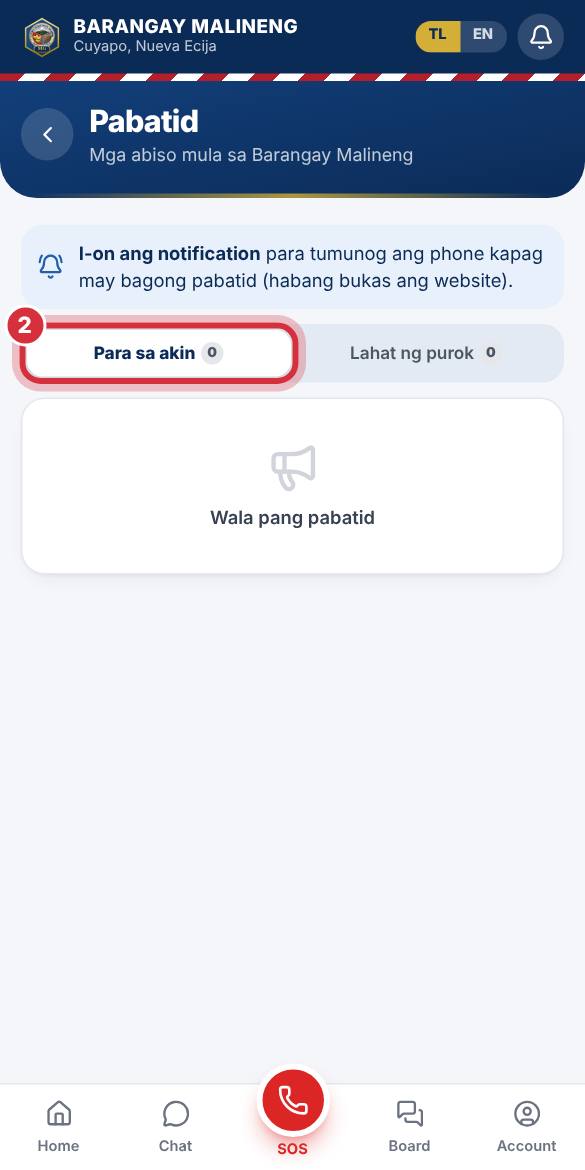 BARANGAY MALINENG
Cuyapo, Nueva Ecija
TL EN
Pabatid
Mga abiso mula sa Barangay Malineng
I-on ang notification para tumunog ang phone kapag
may bagong pabatid (habang bukas ang website).
2
Para sa akin 0
Lahat ng purok 0
Wala pang pabatid
Home
Chat
SOS
Board
Account